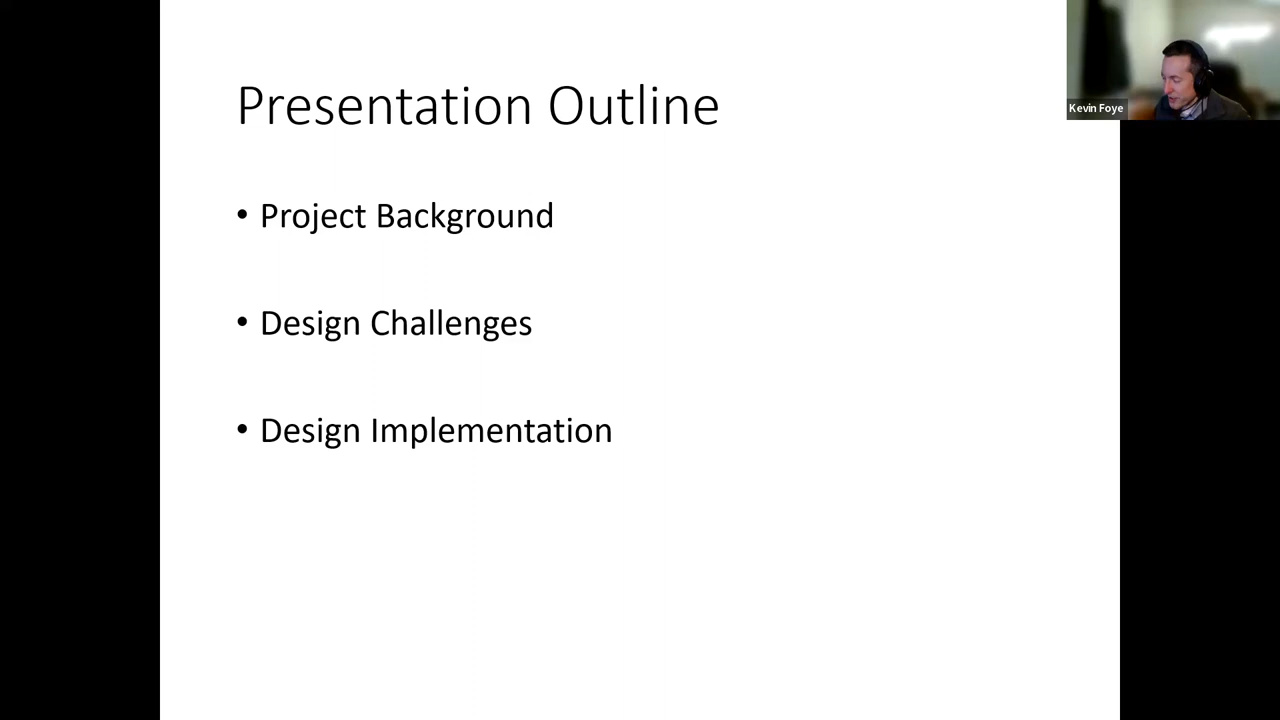 Presentation Outline
• Project Background
• Design Challenges
• Design Implementation
Kevin Foye